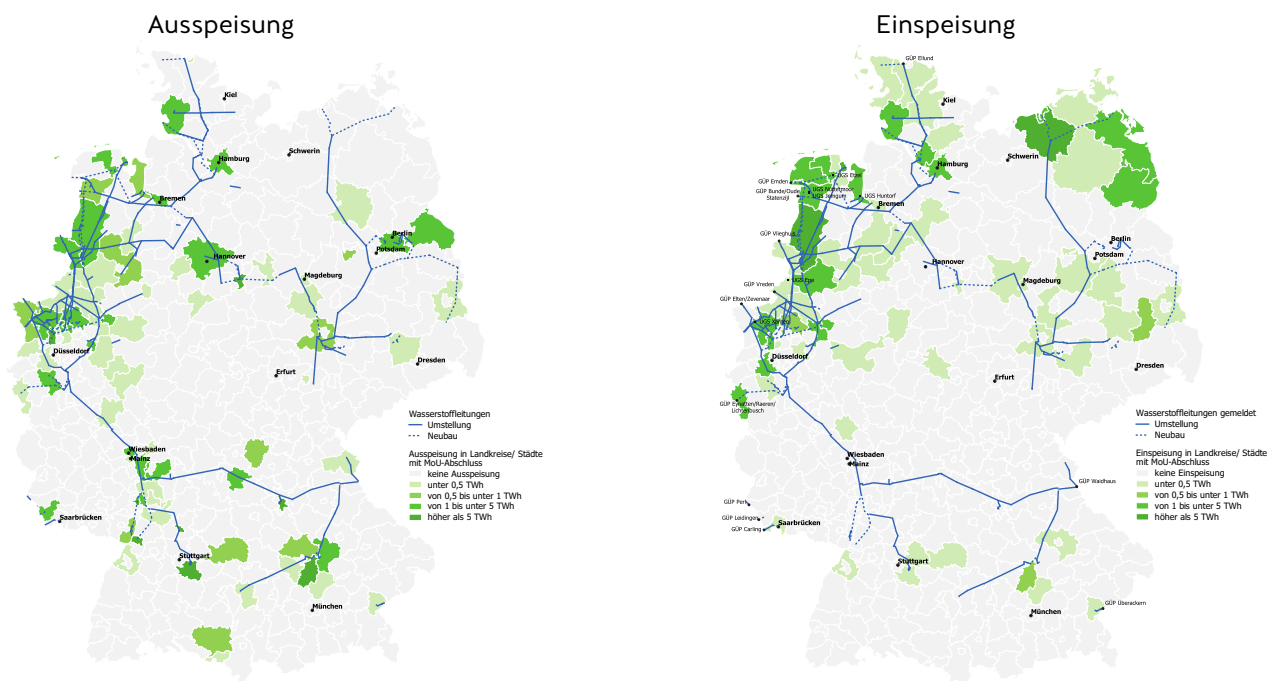 Ausspeisung
Kiel
Schwerin
Hamburg
Bremen
Berlin
Potsdam
Hannover
Magdeburg
Düsseldorf
Dresden
Erfurt
Wiesbaden
Mainz
Saarbrücken
Stuttgart
München
Wasserstoffleitungen
Umstellung
Neubau
Ausspeisung in Landkreise/ Städte
mit MoU-Abschluss
keine Ausspeisung
unter 0,5 TWh
von 0,5 bis unter 1 TWh
von 1 bis unter 5 TWh
höher als 5 TWh
Einspeisung
GÜP Ellund
Kiel
Schwerin
Hamburg
UGS Etzel
GÜP Emden
UGS Nüttermoor
GÜP Bunde/Oude
UGS Jemgum
UGS Huntorf
Statenzijl
Bremen
GÜP Vlieghuis
Berlin
Potsdam
Hannover
UGS Epe
Magdeburg
GÜP Vreden
GÜP Elten/Zevenaar
UGS Xanten
Düsseldorf
Dresden
Erfurt
GÜP Eynatten/Raeren/
Lichtenbusch
Wiesbaden
Mainz
GÜP Waidhaus
GÜP Perl
GÜP Leidingen
Saarbrücken
GÜP Carling
Stuttgart
GÜP Überackern
München
Wasserstoffleitungen gemeldet
Umstellung
Neubau
Einspeisung in Landkreise/ Städte
mit MoU-Abschluss
keine Einspeisung
unter 0,5 TWh
von 0,5 bis unter 1 TWh
von 1 bis unter 5 TWh
höher als 5 TWh